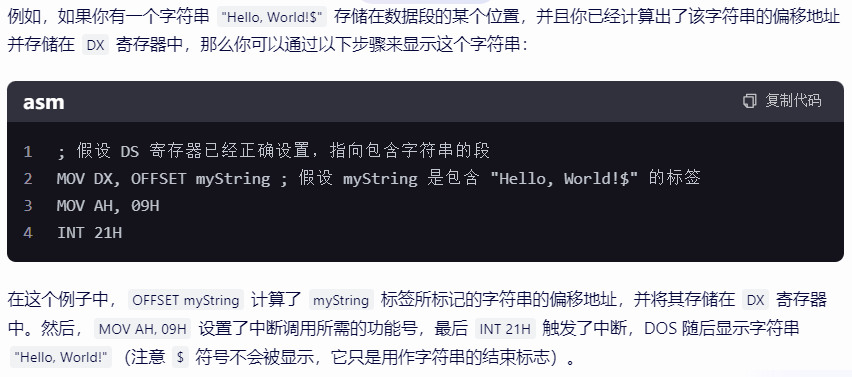 例如，如果你有一个字符串 "Hello, World!$" 存储在数据段的某个位置，并且你已经计算出了该字符串的偏移地址
并存储在 DX 寄存器中，那么你可以通过以下步骤来显示这个字符串：
asm
复制代码
1 ; 假设 DS 寄存器已经正确设置，指向包含字符串的段
2 MOV DX, OFFSET myString ; 假设 myString 是包含 "Hello, World!$" 的标签
3 MOV AH, 09H
4 INT 21H
在这个例子中， OFFSET myString 计算了 myString 标签所标记的字符串的偏移地址，并将其存储在 DX 寄存器
中。然后， MOV AH, 09H 设置了中断调用所需的功能号，最后 INT 21H 触发了中断，DOS 随后显示字符串
"Hello, World!" （注意 $ 符号不会被显示，它只是用作字符串的结束标志）。